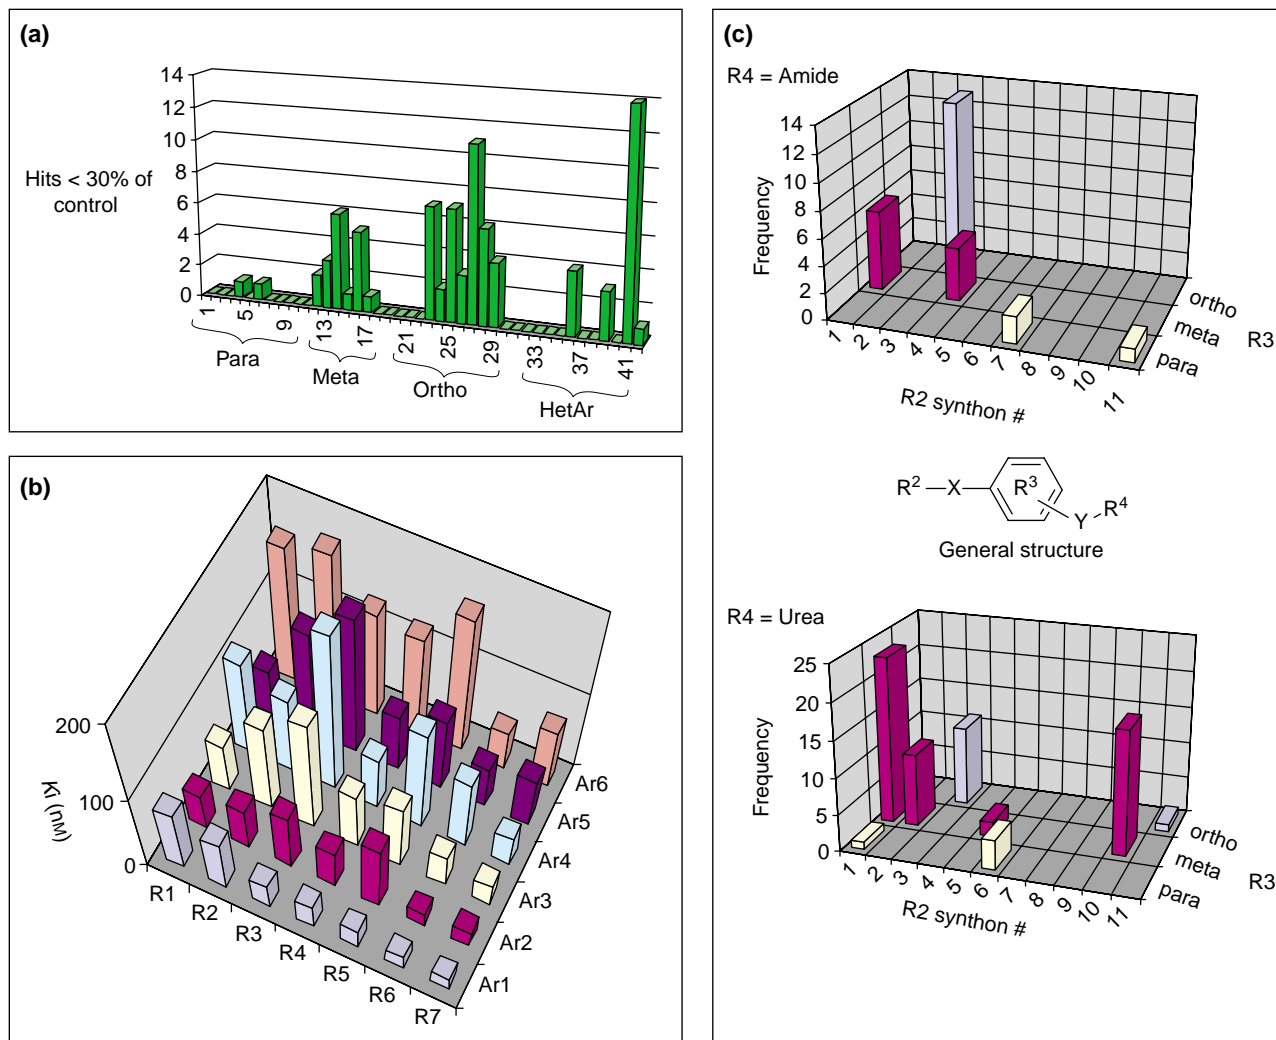 (a)
Hits < 30% of
control
14
12
10
8
6
4
2
0
1
5
9
13
17
21
25
29
33
37
41
Para
Meta
Ortho
HetAr
(b)
Ki (nM)
200
100
0
R1
R2
R3
R4
R5
R6
R7
Ar1
Ar2
Ar3
Ar4
Ar5
Ar6
(c)
R4 = Amide
Frequency
14
12
10
8
6
4
2
0
1
2
3
4
5
6
7
8
9
10
11
R2 synthon #
ortho
meta
para
R3
R² X R³ Y R⁴
General structure
R4 = Urea
Frequency
25
20
15
10
5
0
1
2
3
4
5
6
7
8
9
10
11
R2 synthon #
ortho
meta
para
R3